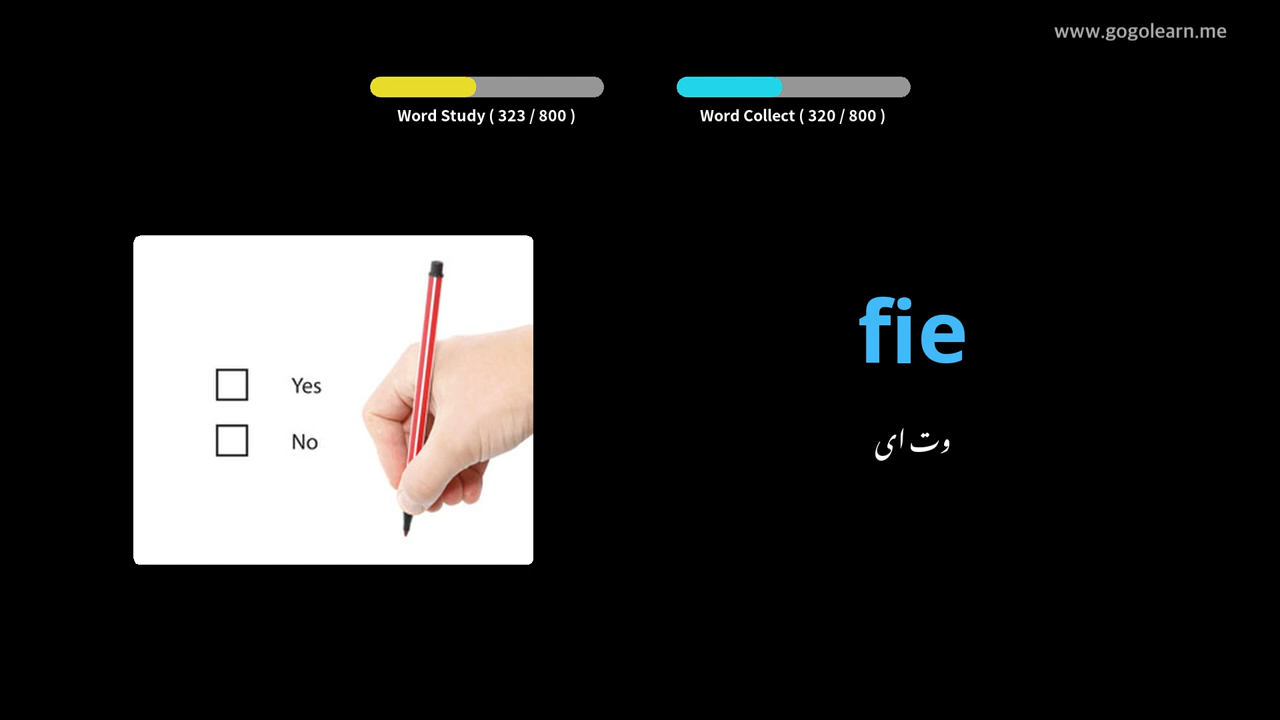 www.gogolearn.me
Word Study ( 323 / 800 )
Word Collect ( 320 / 800 )
Yes
No
fie
وت ای